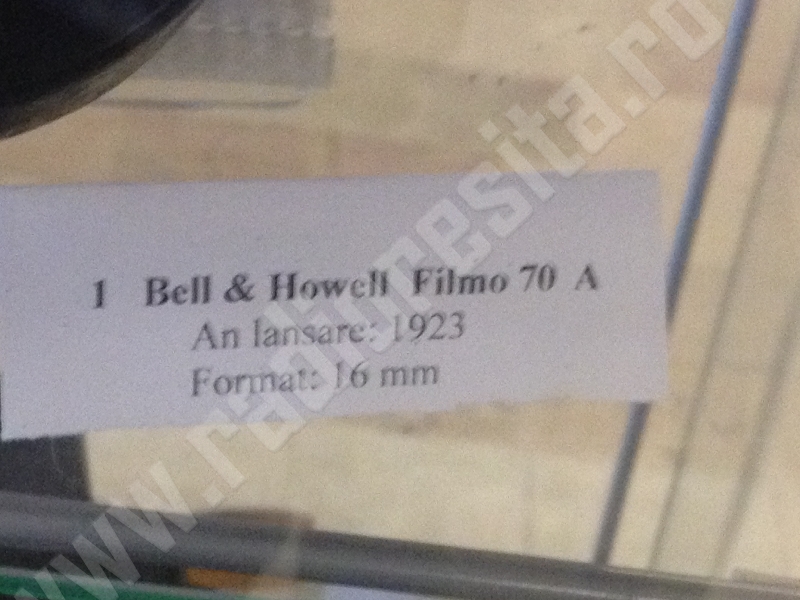 1 Bell & Howell Filmo 70 A
An lansare: 1923
Format: 16 mm
www.radioresita.ro